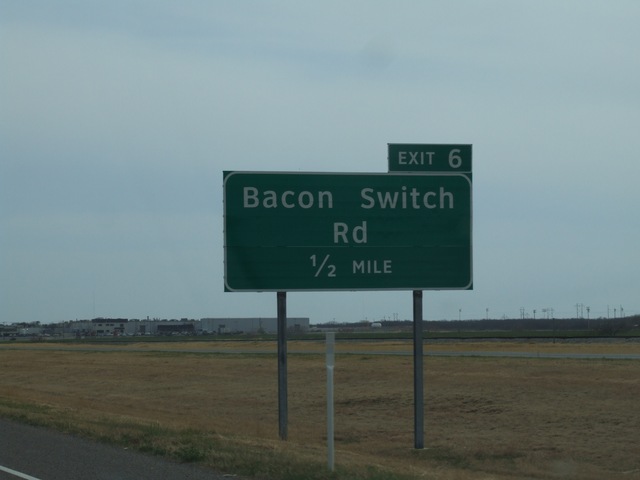 EXIT 6
Bacon Switch
Rd
1/2 MILE